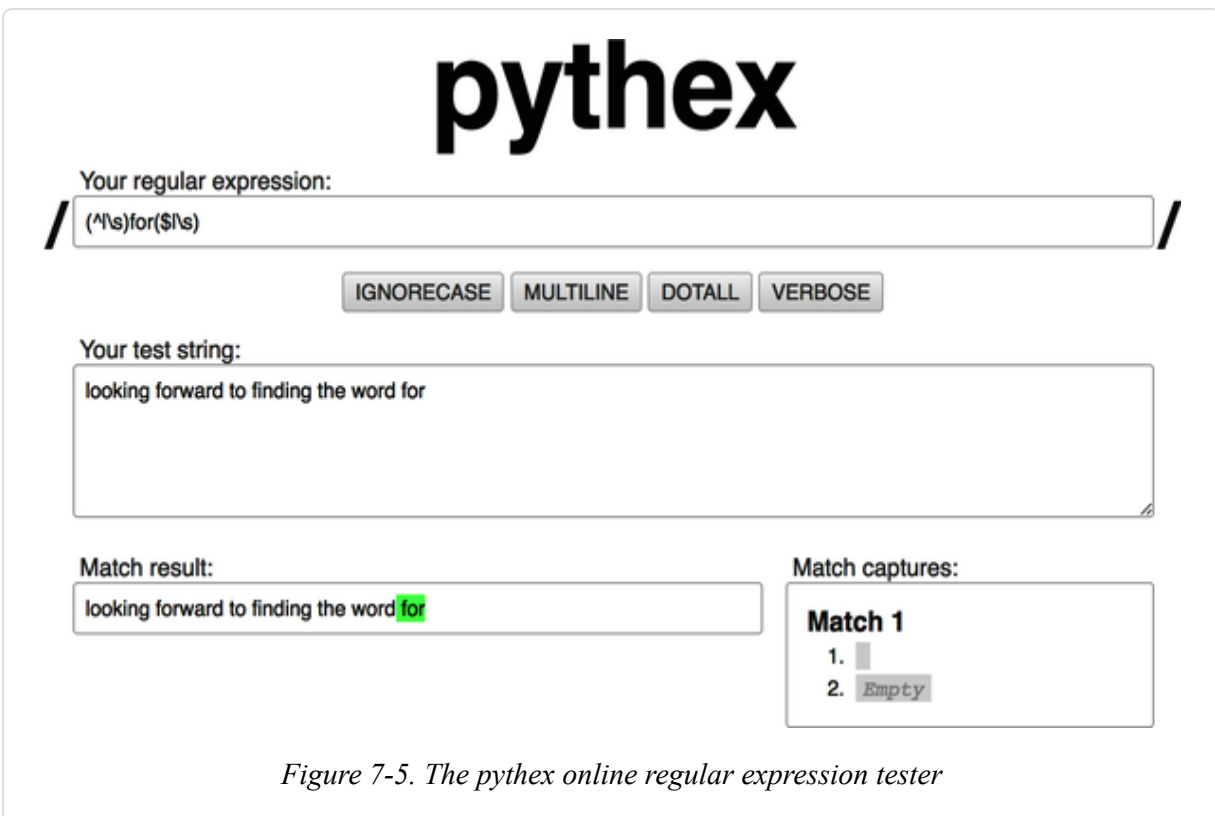 pythex
Your regular expression:
/ (^|\s)for($|\s) /
IGNORECASE MULTILINE DOTALL VERBOSE
Your test string:
looking forward to finding the word for
Match result:
looking forward to finding the word for
Match captures:
Match 1
1.
2. Empty
Figure 7-5. The pythex online regular expression tester